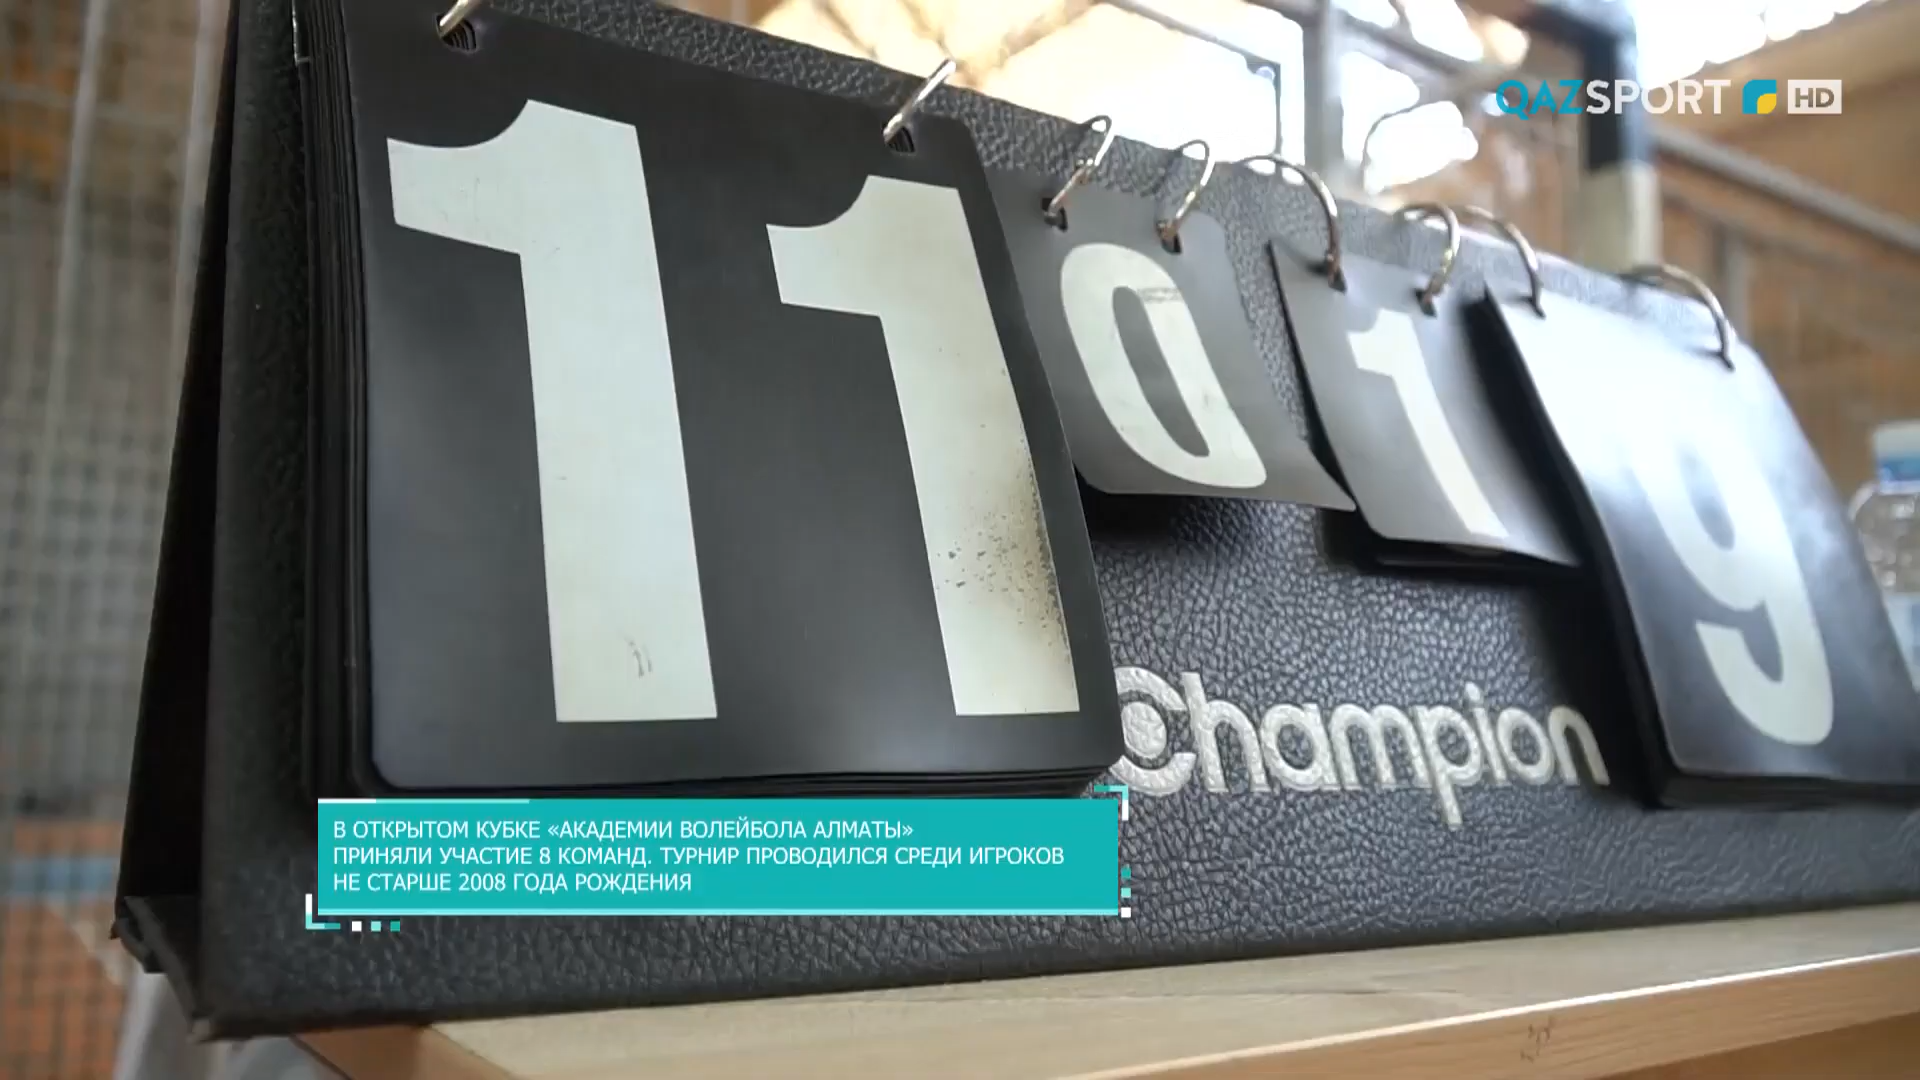 QAZSPORT HD
11 0 1 9
Champion
В ОТКРЫТОМ КУБКЕ «АКАДЕМИИ ВОЛЕЙБОЛА АЛМАТЫ»
ПРИНЯЛИ УЧАСТИЕ 8 КОМАНД. ТУРНИР ПРОВОДИЛСЯ СРЕДИ ИГРОКОВ
НЕ СТАРШЕ 2008 ГОДА РОЖДЕНИЯ